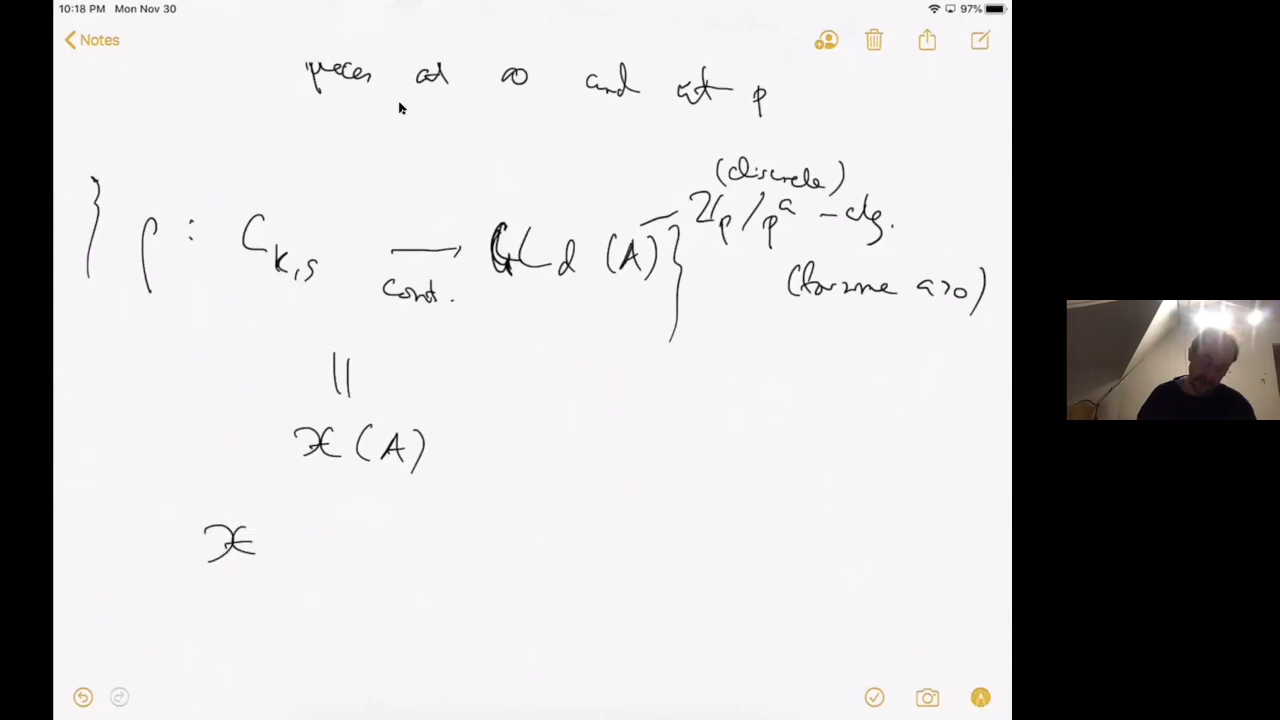 10:18 PM Mon Nov 30
97%
Notes
pieces at ∞ and at p
(discrete)
{ ρ : G_{K,S} ⟶ GL_d (A) } ℤ_p/p^a -alg.
cont.
(for some a>0)
||
𝒳 (A)
𝒳